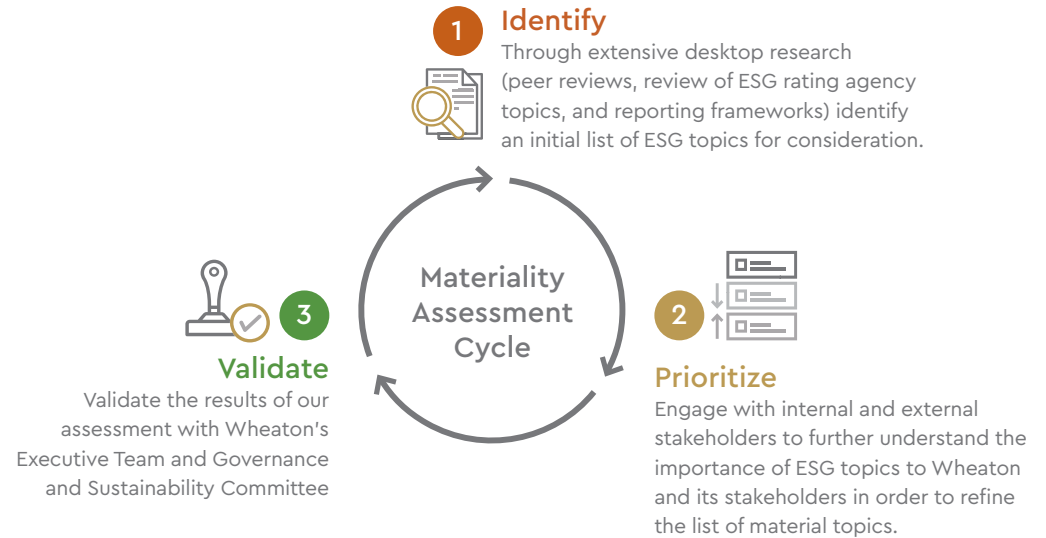 1
Identify
Through extensive desktop research
(peer reviews, review of ESG rating agency
topics, and reporting frameworks) identify
an initial list of ESG topics for consideration.
Materiality
Assessment
Cycle
2
Prioritize
Engage with internal and external
stakeholders to further understand the
importance of ESG topics to Wheaton
and its stakeholders in order to refine
the list of material topics.
3
Validate
Validate the results of our
assessment with Wheaton's
Executive Team and Governance
and Sustainability Committee